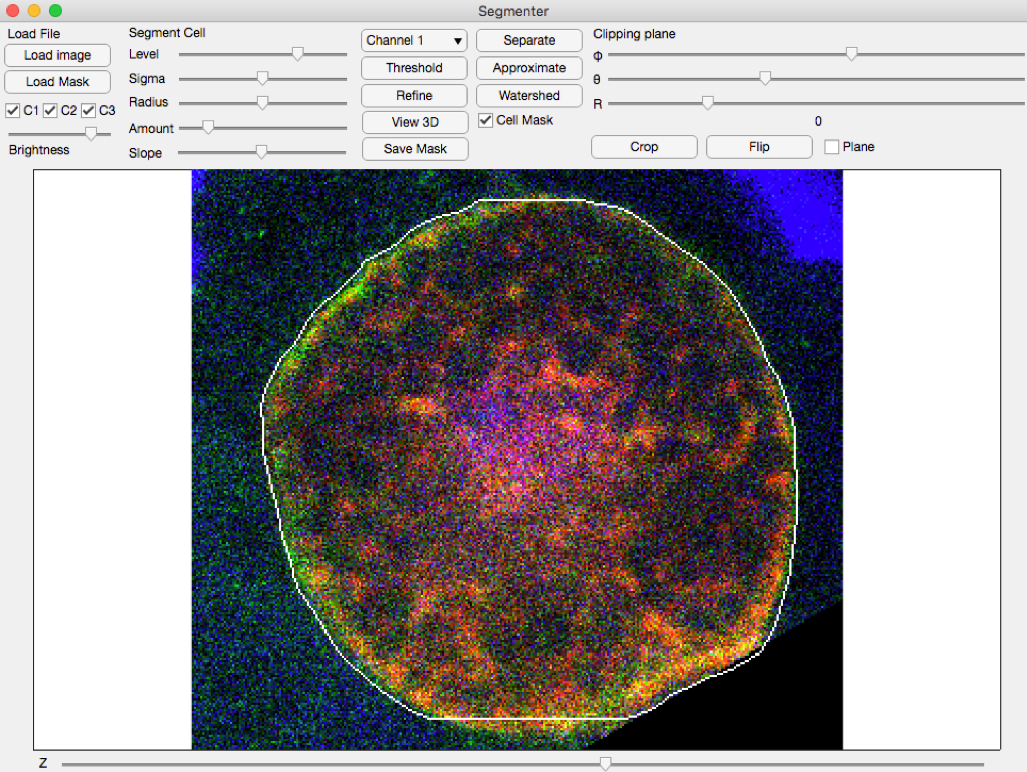 Segmenter
Load File
Load image
Load Mask
C1 C2 C3
Brightness
Segment Cell
Level
Sigma
Radius
Amount
Slope
Channel 1
Threshold
Refine
View 3D
Save Mask
Separate
Approximate
Watershed
Cell Mask
Clipping plane
φ
θ
R
0
Crop
Flip
Plane
Z